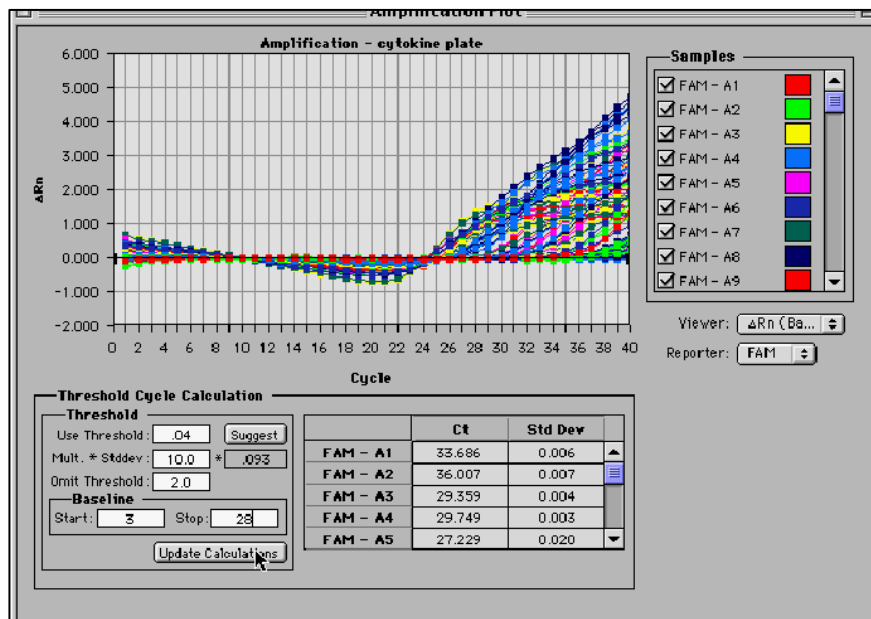 Amplification Plot
Amplification - cytokine plate
6.000
5.000
4.000
3.000
2.000
1.000
0.000
-1.000
-2.000
ΔRn
0 2 4 6 8 10 12 14 16 18 20 22 24 26 28 30 32 34 36 38 40
Cycle
Samples
FAM - A1
FAM - A2
FAM - A3
FAM - A4
FAM - A5
FAM - A6
FAM - A7
FAM - A8
FAM - A9
Viewer: ΔRn (Ba...
Reporter: FAM
Threshold Cycle Calculation
Threshold
Use Threshold: .04 Suggest
Mult. * Stddev: 10.0 * .093
Omit Threshold: 2.0
Baseline
Start: 3 Stop: 28
Update Calculations
Ct Std Dev
FAM - A1 33.686 0.006
FAM - A2 36.007 0.007
FAM - A3 29.359 0.004
FAM - A4 29.749 0.003
FAM - A5 27.229 0.020